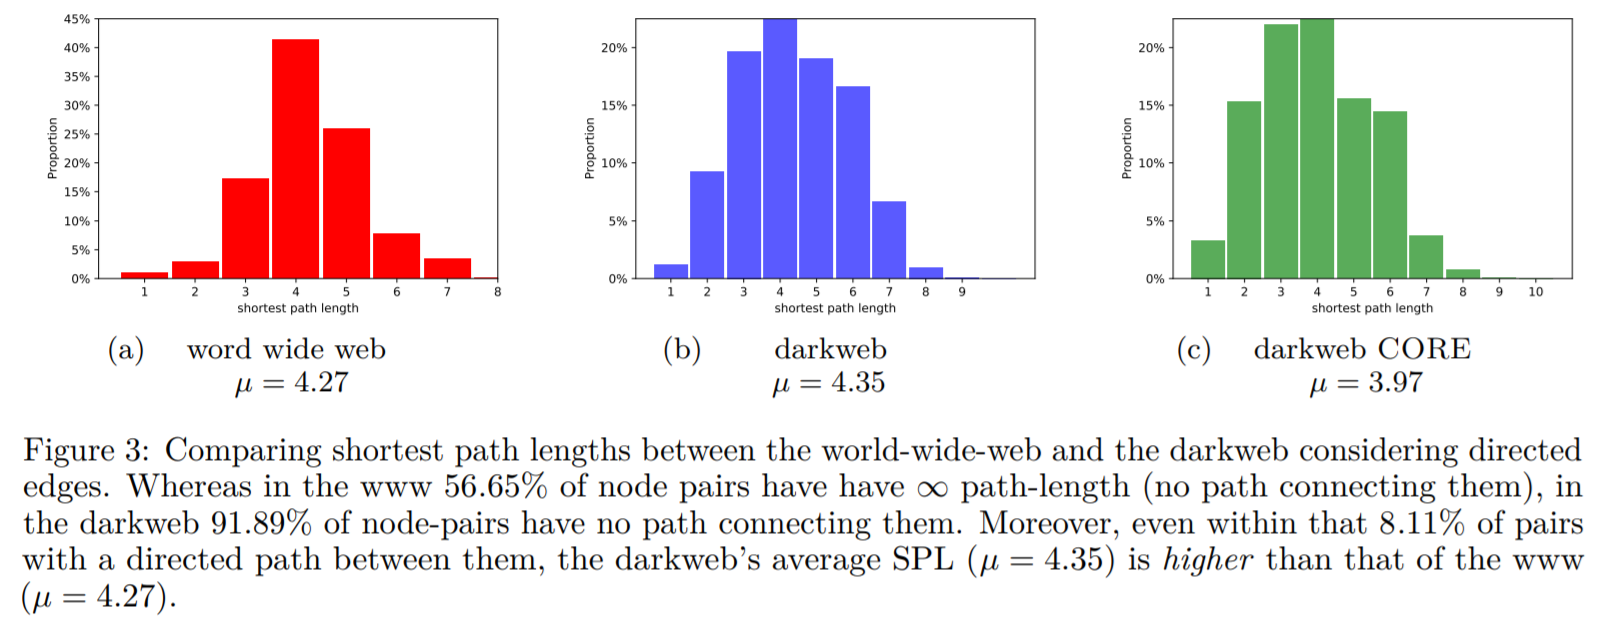 45%
40%
35%
30%
25%
20%
15%
10%
5%
0%
Proportion
1 2 3 4 5 6 7 8
shortest path length
(a) word wide web
μ = 4.27
20%
15%
10%
5%
0%
Proportion
1 2 3 4 5 6 7 8 9
shortest path length
(b) darkweb
μ = 4.35
20%
15%
10%
5%
0%
Proportion
1 2 3 4 5 6 7 8 9 10
shortest path length
(c) darkweb CORE
μ = 3.97
Figure 3: Comparing shortest path lengths between the world-wide-web and the darkweb considering directed
edges. Whereas in the www 56.65% of node pairs have have ∞ path-length (no path connecting them), in
the darkweb 91.89% of node-pairs have no path connecting them. Moreover, even within that 8.11% of pairs
with a directed path between them, the darkweb's average SPL (μ = 4.35) is higher than that of the www
(μ = 4.27).